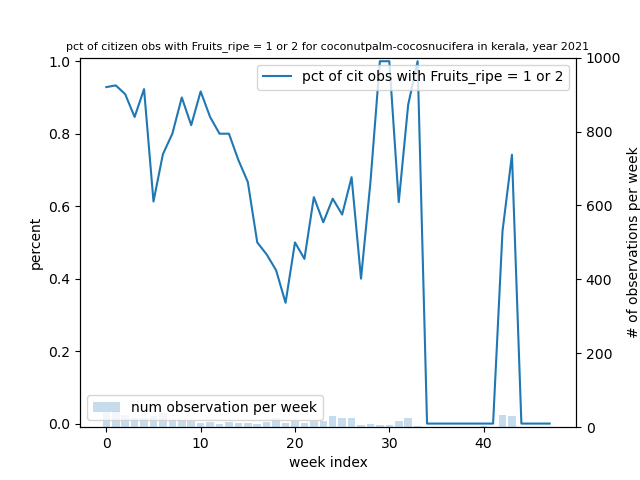 pct of citizen obs with Fruits_ripe = 1 or 2 for coconutpalm-cocosnucifera in kerala, year 2021
pct of cit obs with Fruits_ripe = 1 or 2
num observation per week
percent
1.0
0.8
0.6
0.4
0.2
0.0
0
10
20
30
40
week index
1000
800
600
400
200
0
# of observations per week